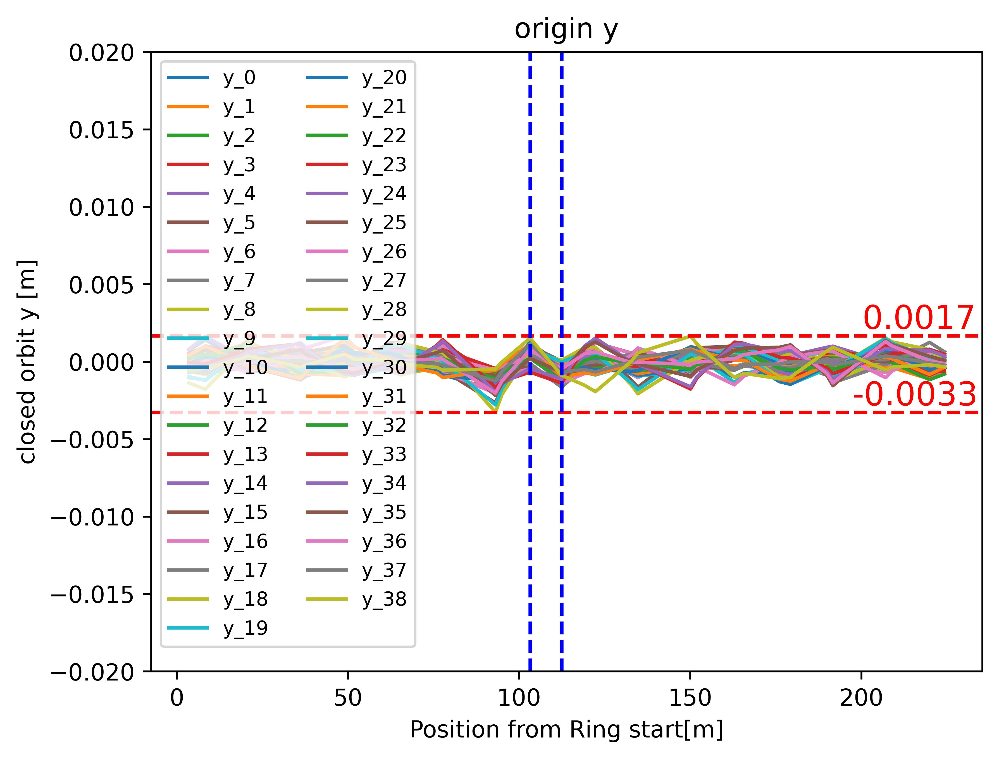 origin y
0.020
0.015
0.010
0.005
0.000
−0.005
−0.010
−0.015
−0.020
closed orbit y [m]
y_0
y_1
y_2
y_3
y_4
y_5
y_6
y_7
y_8
y_9
y_10
y_11
y_12
y_13
y_14
y_15
y_16
y_17
y_18
y_19
y_20
y_21
y_22
y_23
y_24
y_25
y_26
y_27
y_28
y_29
y_30
y_31
y_32
y_33
y_34
y_35
y_36
y_37
y_38
0.0017
-0.0033
0 50 100 150 200
Position from Ring start[m]